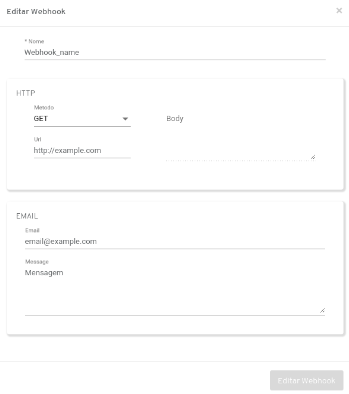 Editar Webhook
×
* Nome
Webhook_name
HTTP
Metodo
GET
Body
Url
http://example.com
EMAIL
Email
email@example.com
Message
Mensagem
Editar Webhook